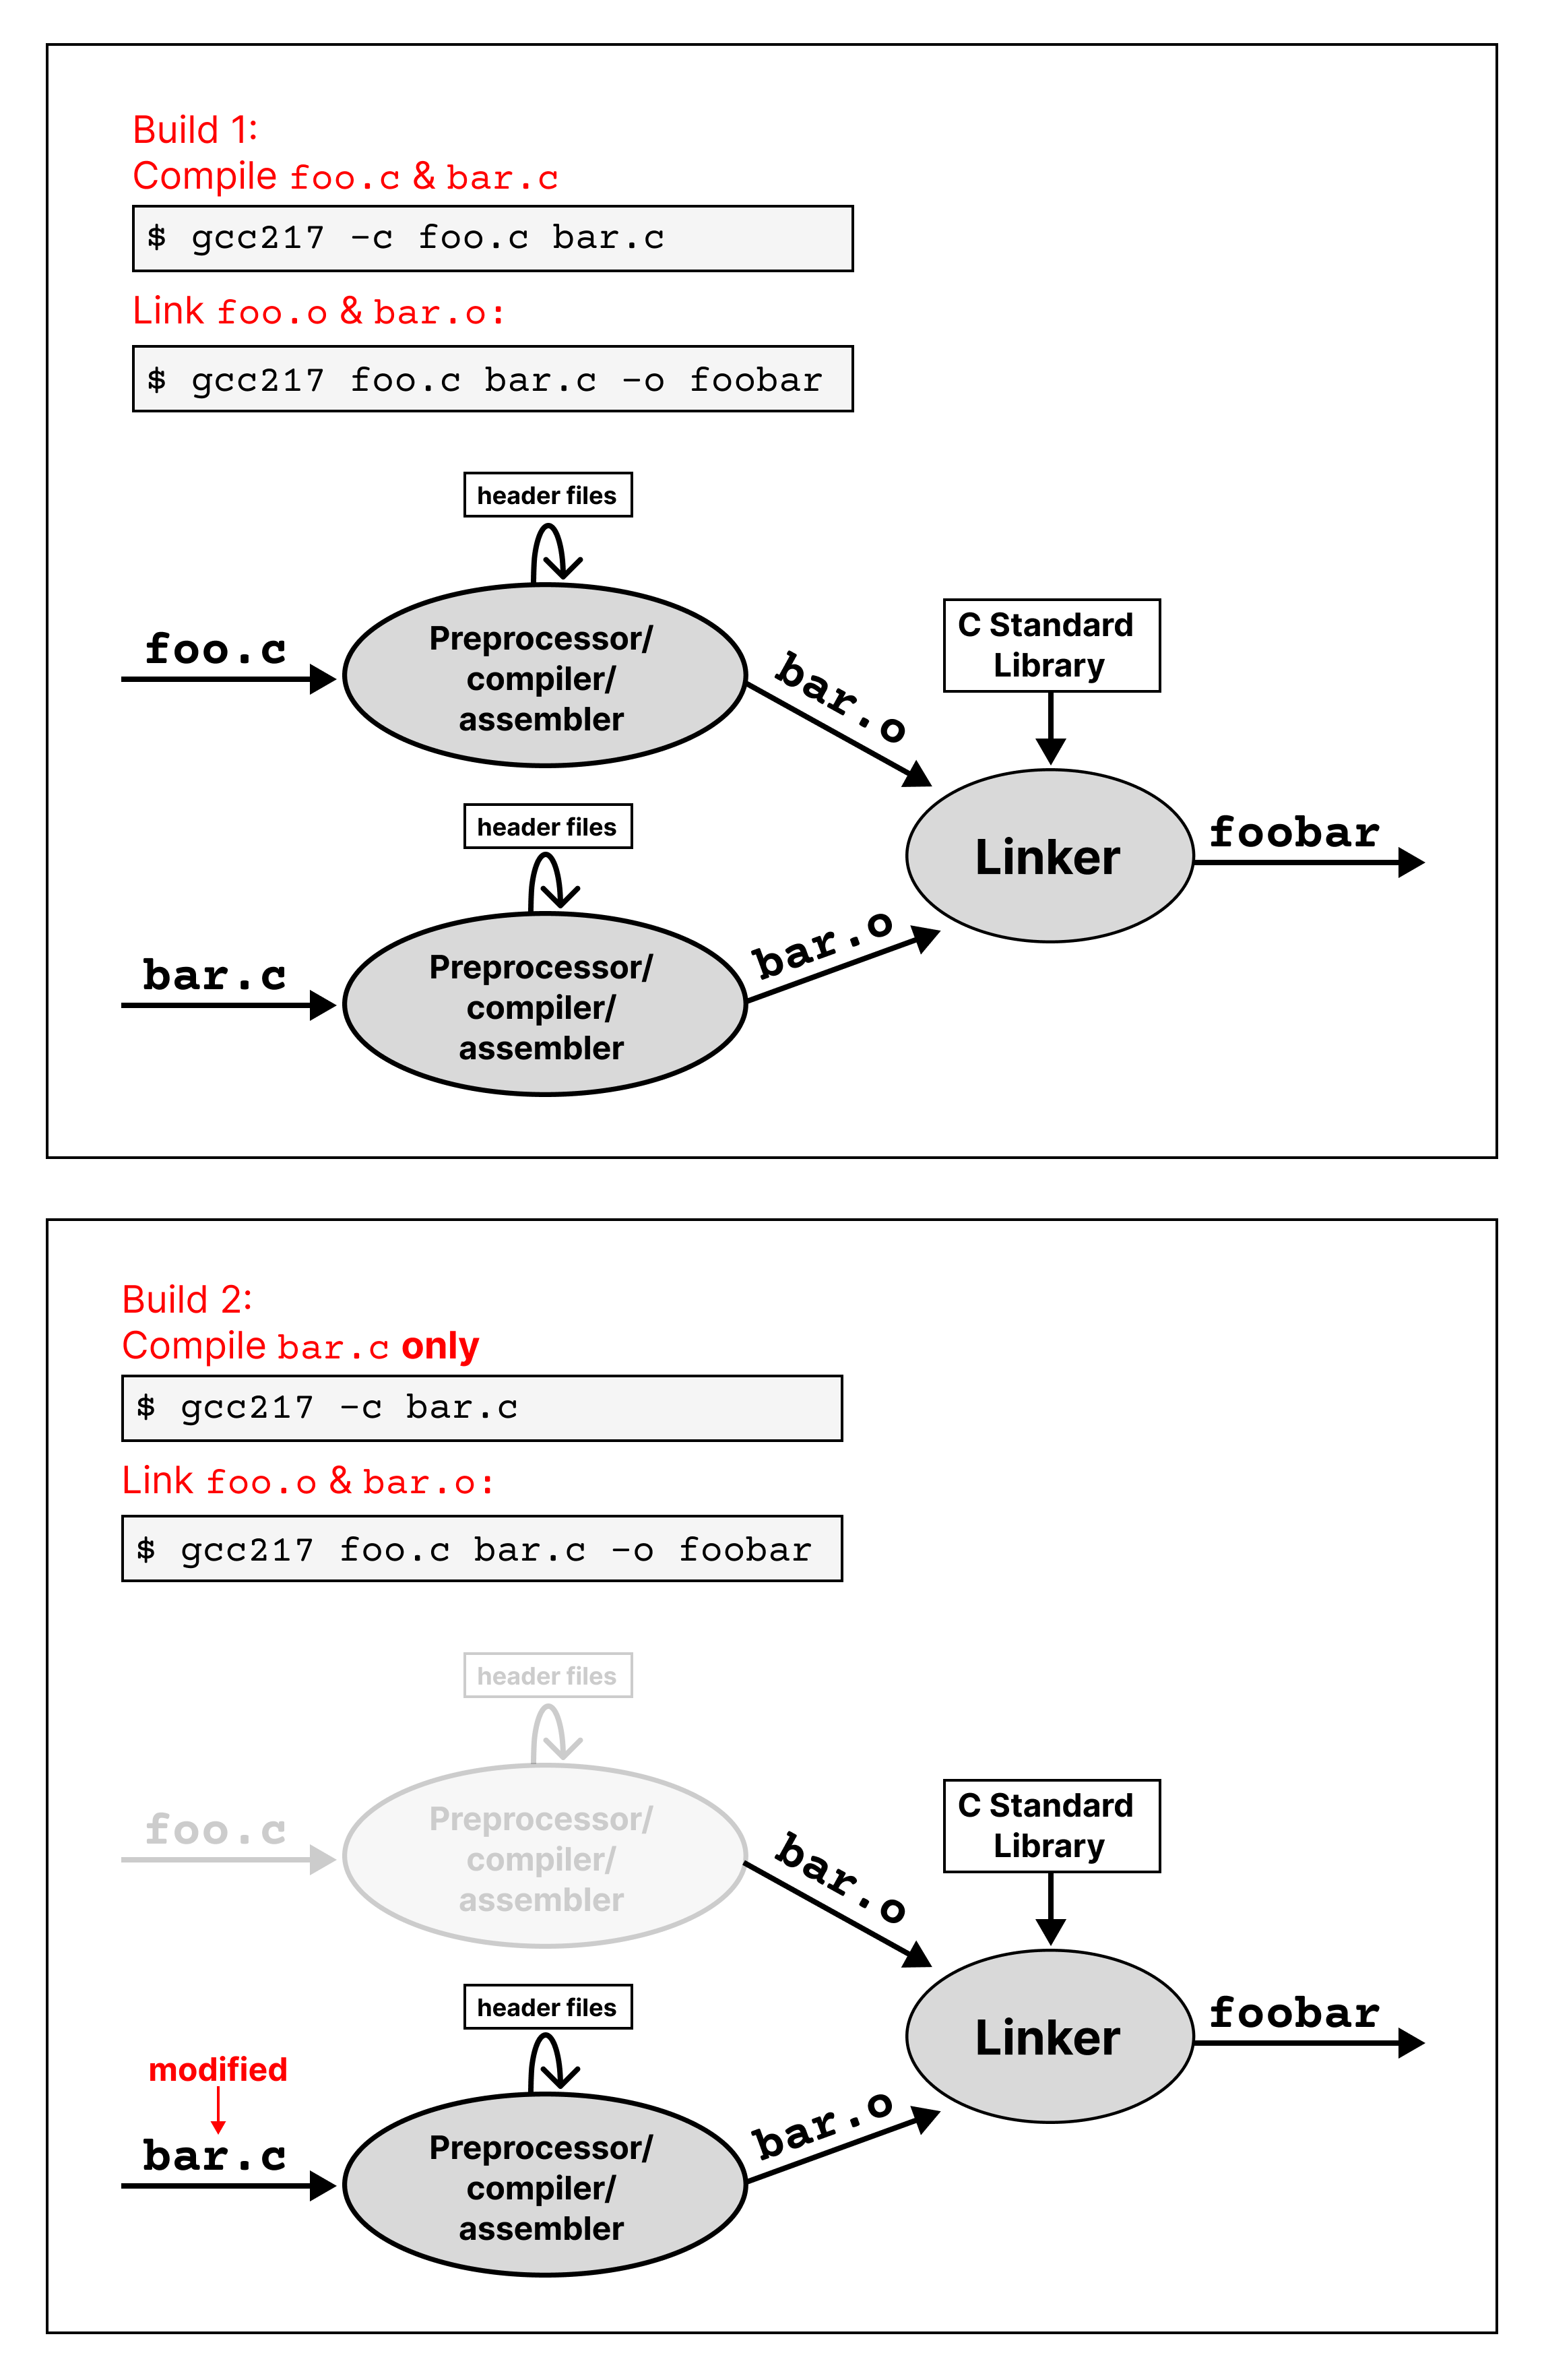 Build 1:
Compile foo.c & bar.c
$ gcc217 -c foo.c bar.c
Link foo.o & bar.o:
$ gcc217 foo.c bar.c -o foobar
header files
foo.c
Preprocessor/
compiler/
assembler
bar.o
C Standard
Library
header files
Linker
foobar
bar.c
Preprocessor/
compiler/
assembler
bar.o
Build 2:
Compile bar.c only
$ gcc217 -c bar.c
Link foo.o & bar.o:
$ gcc217 foo.c bar.c -o foobar
header files
foo.c
Preprocessor/
compiler/
assembler
bar.o
C Standard
Library
header files
Linker
foobar
modified
bar.c
Preprocessor/
compiler/
assembler
bar.o